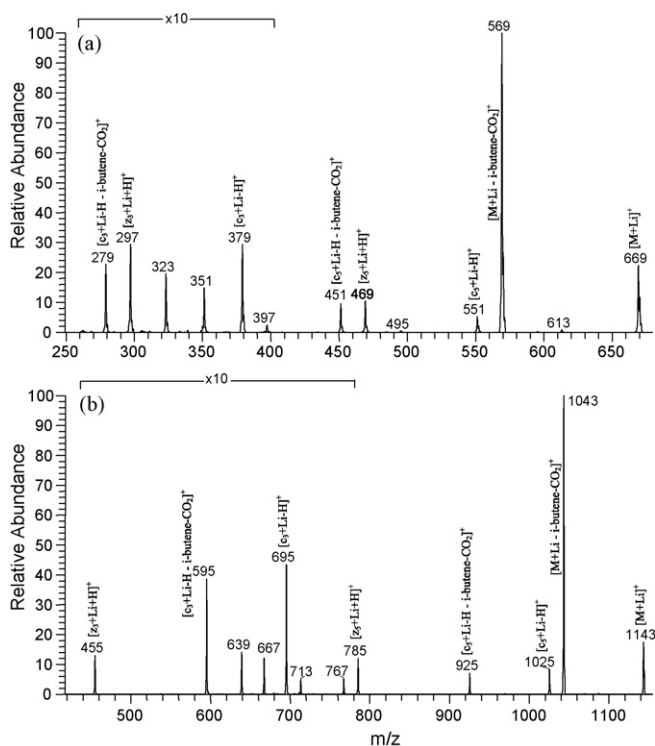 x10
(a)
Relative Abundance
100
90
80
70
60
50
40
30
20
10
0
[c₃+Li-H - i-butene-CO₂]⁺
279
[z₃+Li+H]⁺
297
323
351
[c₃+Li-H]⁺
379
397
[c₅+Li-H - i-butene-CO₂]⁺
451
[z₅+Li+H]⁺
469
495
[c₅+Li-H]⁺
551
[M+Li - i-butene-CO₂]⁺
569
613
[M+Li]⁺
669
250 300 350 400 450 500 550 600 650
x10
(b)
Relative Abundance
100
90
80
70
60
50
40
30
20
10
0
[z₃+Li+H]⁺
455
[c₃+Li-H - i-butene-CO₂]⁺
595
639
667
[c₃+Li-H]⁺
695
713
767
[z₅+Li+H]⁺
785
[c₅+Li-H - i-butene-CO₂]⁺
925
[c₅+Li-H]⁺
1025
[M+Li - i-butene-CO₂]⁺
1043
[M+Li]⁺
1143
500 600 700 800 900 1000 1100
m/z